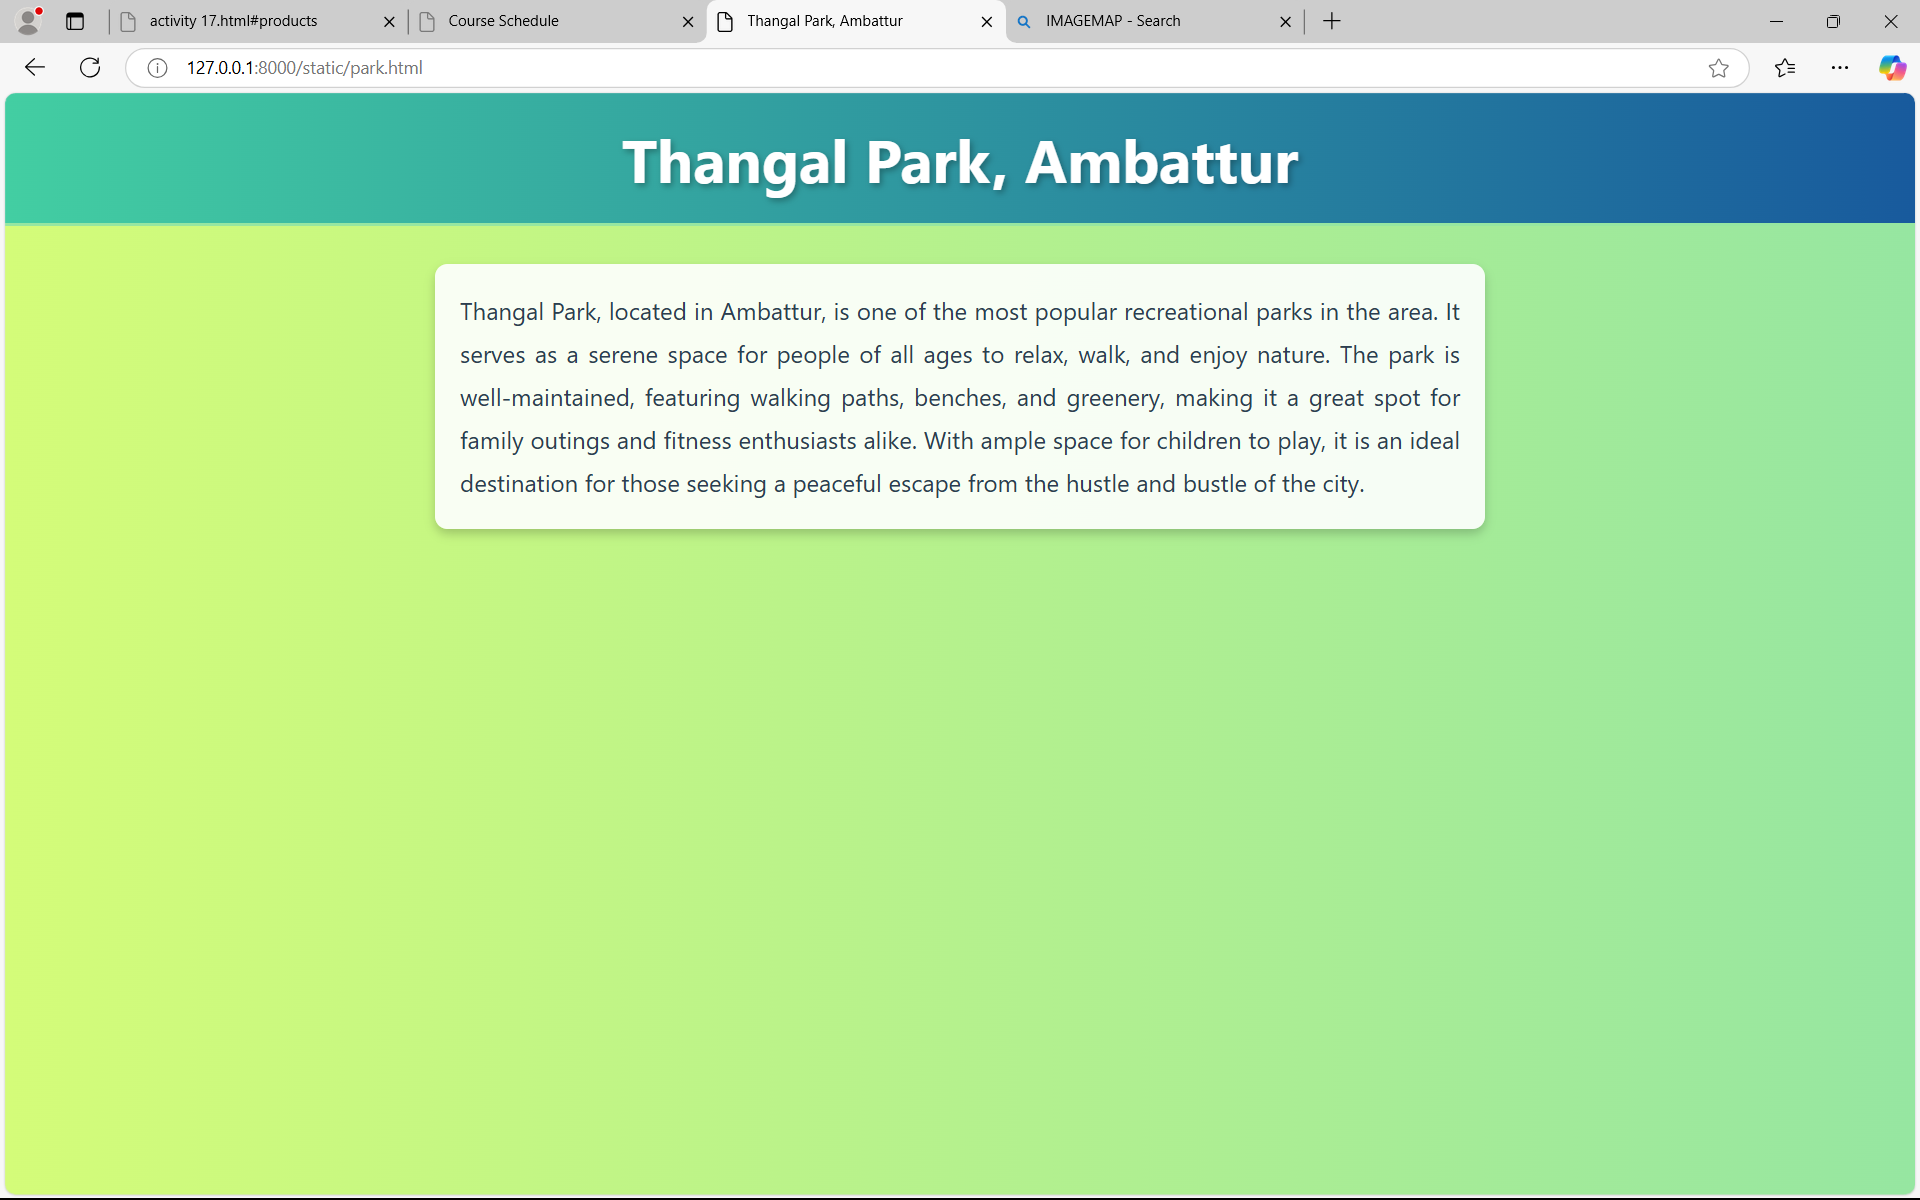 activity 17.html#products
Course Schedule
Thangal Park, Ambattur
IMAGEMAP - Search
127.0.0.1:8000/static/park.html
Thangal Park, Ambattur
Thangal Park, located in Ambattur, is one of the most popular recreational parks in the area. It
serves as a serene space for people of all ages to relax, walk, and enjoy nature. The park is
well-maintained, featuring walking paths, benches, and greenery, making it a great spot for
family outings and fitness enthusiasts alike. With ample space for children to play, it is an ideal
destination for those seeking a peaceful escape from the hustle and bustle of the city.